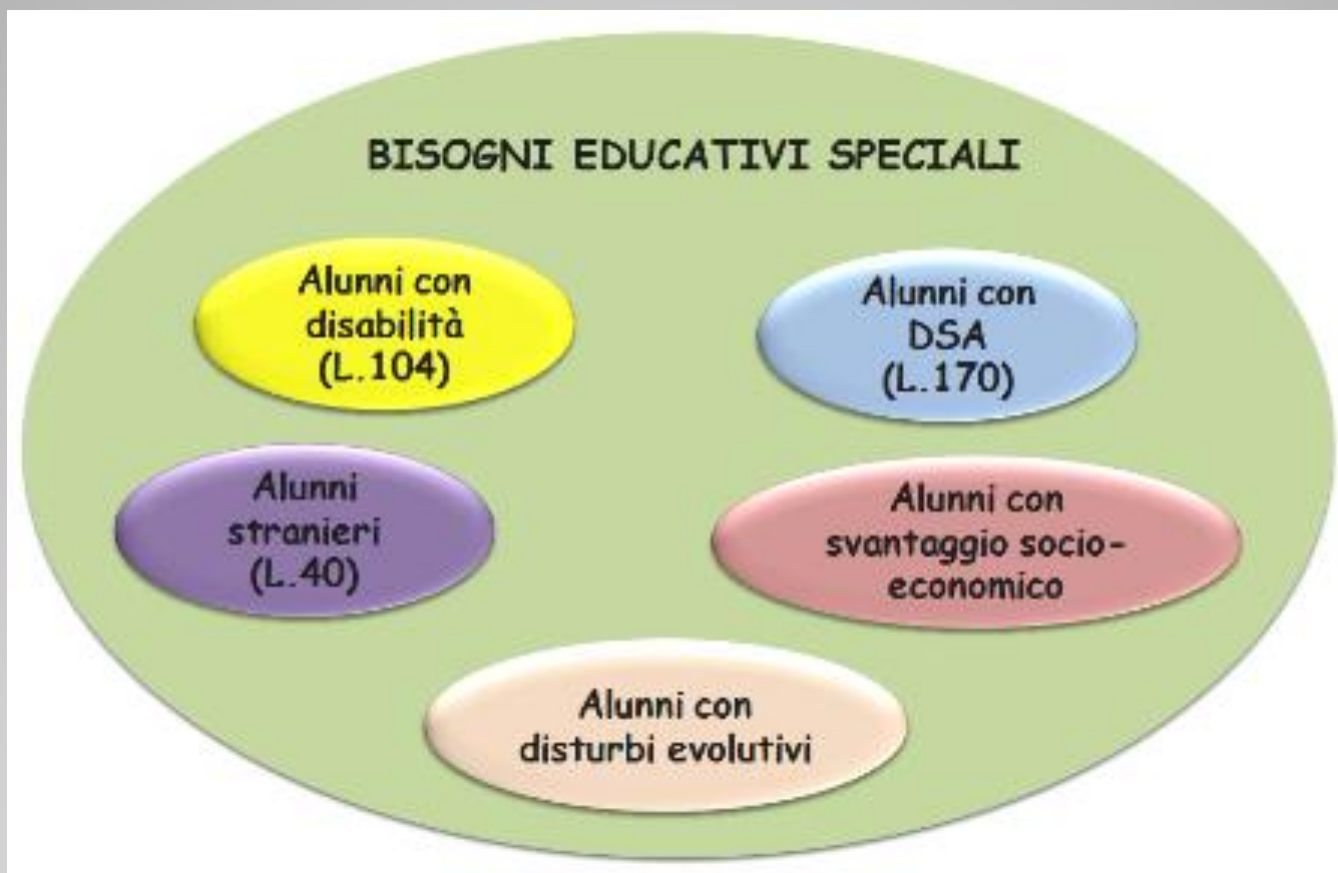 BISOGNI EDUCATIVI SPECIALI
Alunni con
disabilità
(L.104)
Alunni con
DSA
(L.170)
Alunni
stranieri
(L.40)
Alunni con
svantaggio socio-
economico
Alunni con
disturbi evolutivi